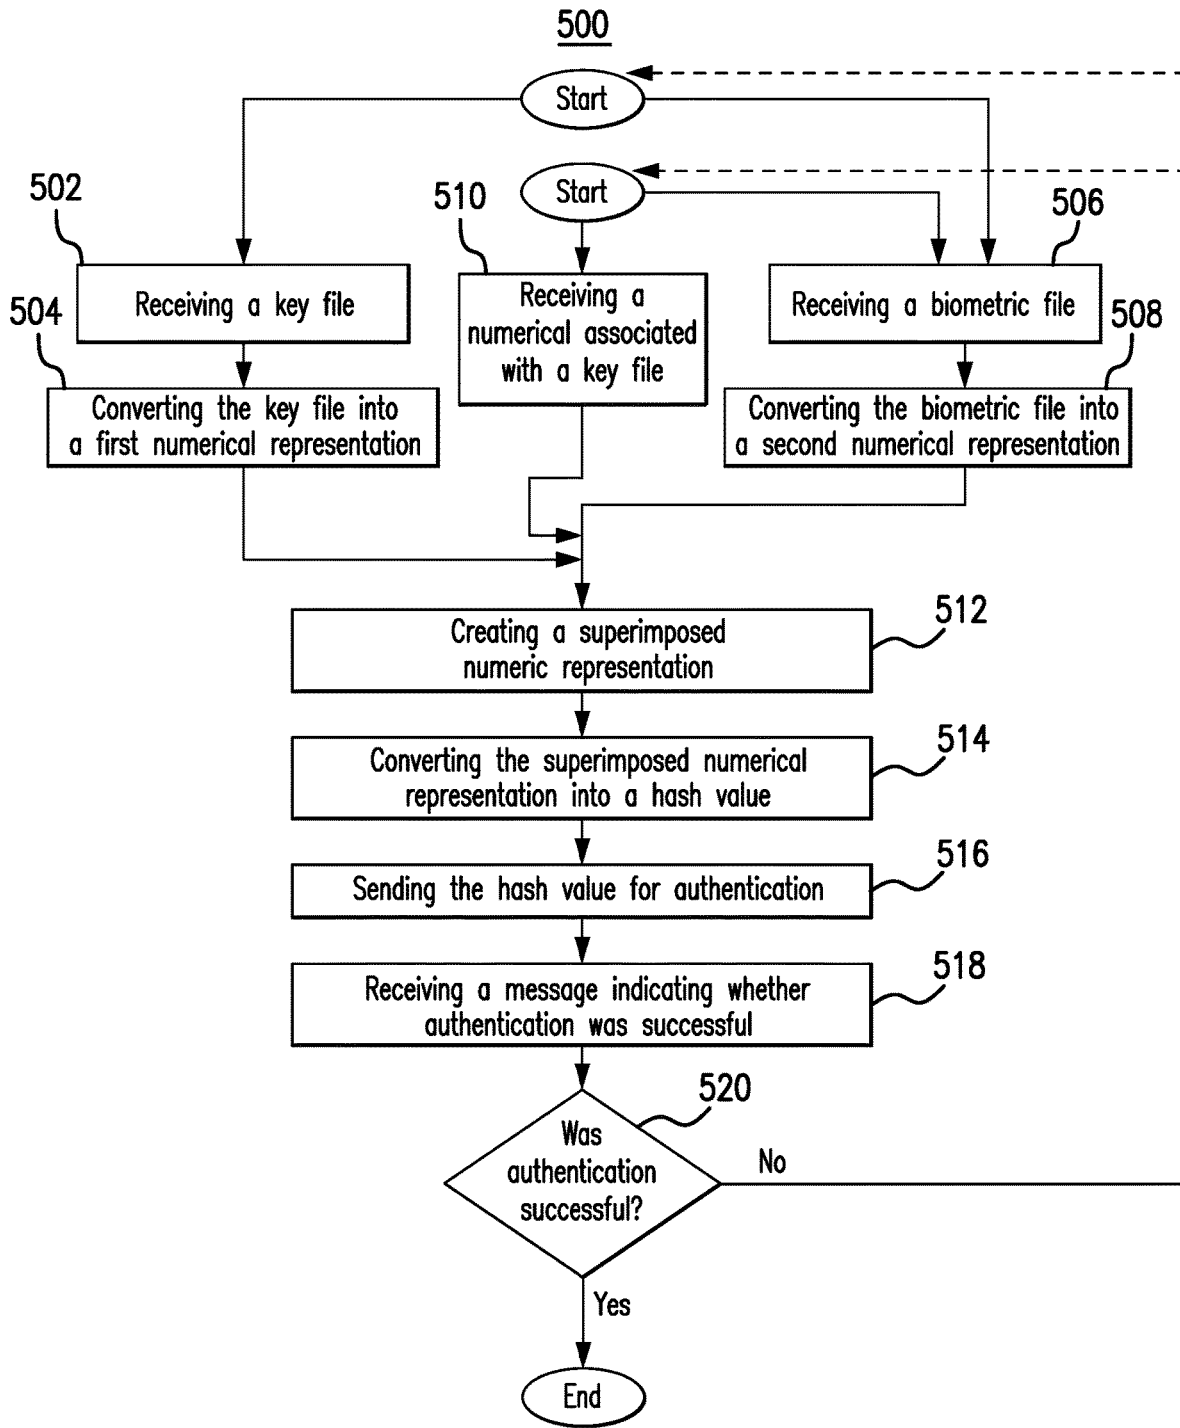 500
Start
Start
502
510
506
Receiving a key file
Receiving a
numerical associated
with a key file
Receiving a biometric file
504
508
Converting the key file into
a first numerical representation
Converting the biometric file into
a second numerical representation
512
Creating a superimposed
numeric representation
514
Converting the superimposed numerical
representation into a hash value
516
Sending the hash value for authentication
518
Receiving a message indicating whether
authentication was successful
520
Was
authentication
successful?
No
Yes
End